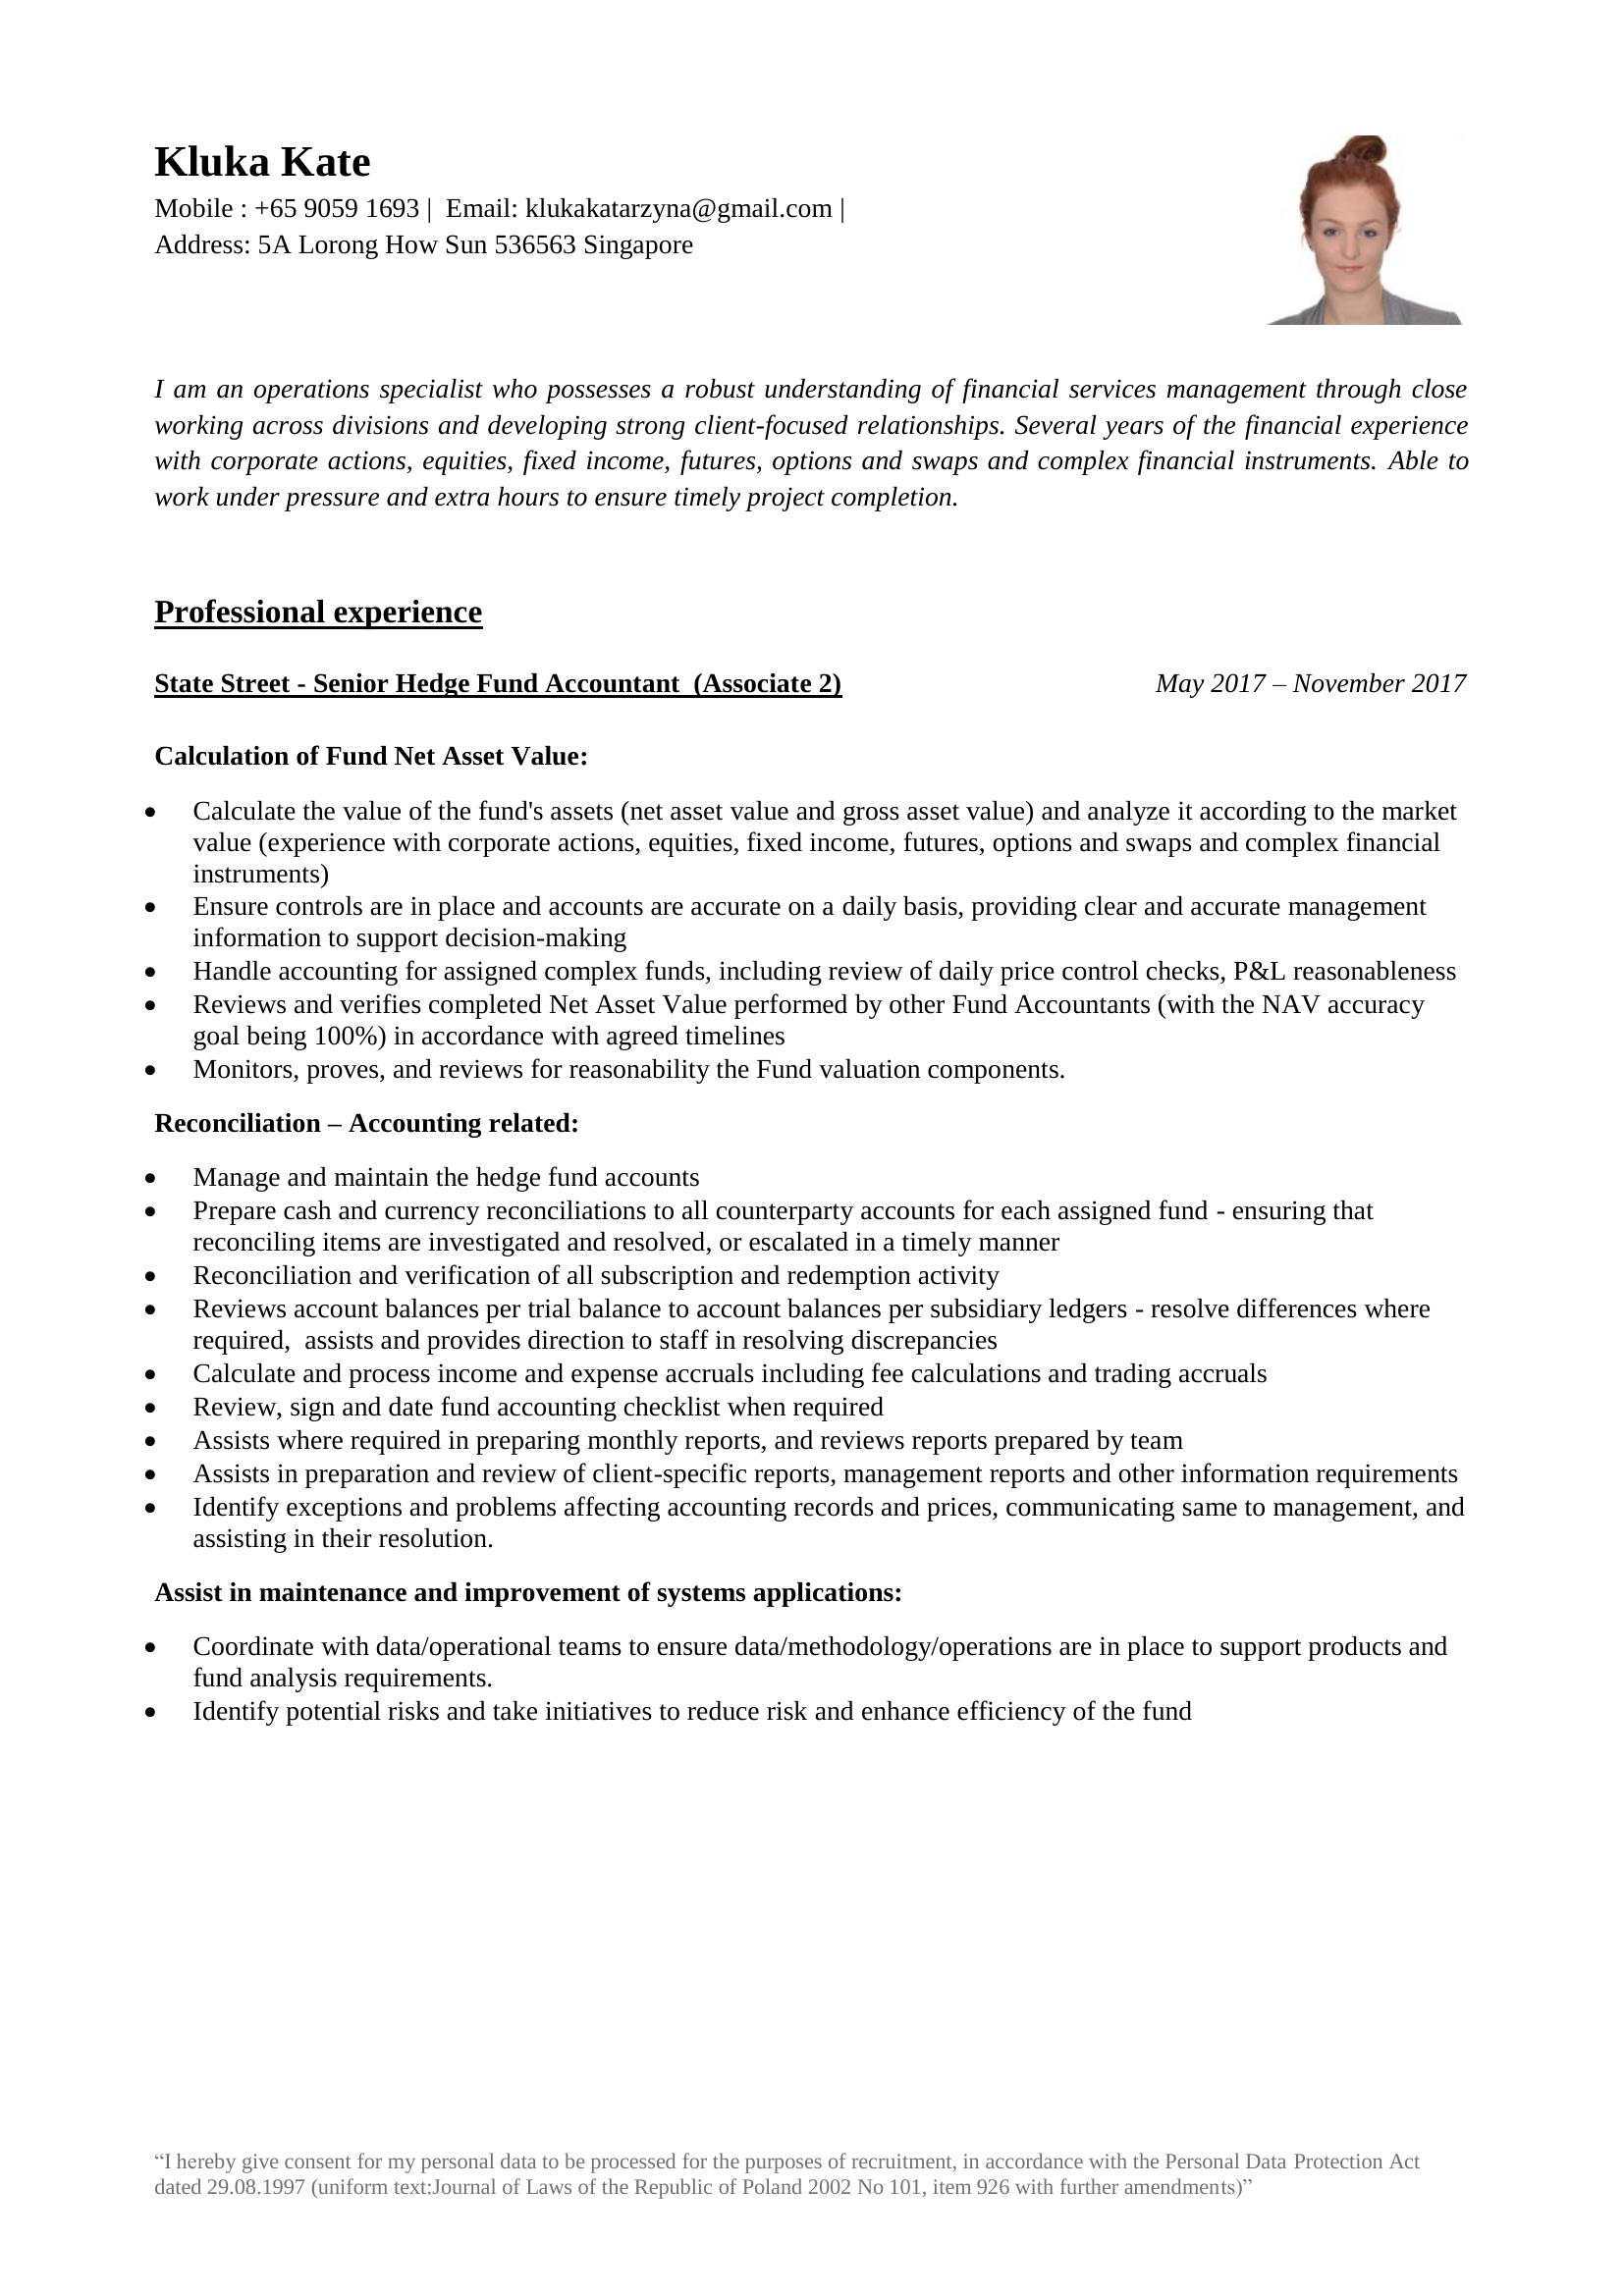 Kluka Kate
Mobile : +65 9059 1693 |  Email: klukakatarzyna@gmail.com |
Address: 5A Lorong How Sun 536563 Singapore
I am an operations specialist who possesses a robust understanding of financial services management through close
working across divisions and developing strong client-focused relationships. Several years of the financial experience
with corporate actions, equities, fixed income, futures, options and swaps and complex financial instruments. Able to
work under pressure and extra hours to ensure timely project completion.
Professional experience
State Street - Senior Hedge Fund Accountant  (Associate 2) May 2017 – November 2017
Calculation of Fund Net Asset Value:
• Calculate the value of the fund's assets (net asset value and gross asset value) and analyze it according to the market
value (experience with corporate actions, equities, fixed income, futures, options and swaps and complex financial
instruments)
• Ensure controls are in place and accounts are accurate on a daily basis, providing clear and accurate management
information to support decision-making
• Handle accounting for assigned complex funds, including review of daily price control checks, P&L reasonableness
• Reviews and verifies completed Net Asset Value performed by other Fund Accountants (with the NAV accuracy
goal being 100%) in accordance with agreed timelines
• Monitors, proves, and reviews for reasonability the Fund valuation components.
Reconciliation – Accounting related:
• Manage and maintain the hedge fund accounts
• Prepare cash and currency reconciliations to all counterparty accounts for each assigned fund - ensuring that
reconciling items are investigated and resolved, or escalated in a timely manner
• Reconciliation and verification of all subscription and redemption activity
• Reviews account balances per trial balance to account balances per subsidiary ledgers - resolve differences where
required,  assists and provides direction to staff in resolving discrepancies
• Calculate and process income and expense accruals including fee calculations and trading accruals
• Review, sign and date fund accounting checklist when required
• Assists where required in preparing monthly reports, and reviews reports prepared by team
• Assists in preparation and review of client-specific reports, management reports and other information requirements
• Identify exceptions and problems affecting accounting records and prices, communicating same to management, and
assisting in their resolution.
Assist in maintenance and improvement of systems applications:
• Coordinate with data/operational teams to ensure data/methodology/operations are in place to support products and
fund analysis requirements.
• Identify potential risks and take initiatives to reduce risk and enhance efficiency of the fund
“I hereby give consent for my personal data to be processed for the purposes of recruitment, in accordance with the Personal Data Protection Act
dated 29.08.1997 (uniform text:Journal of Laws of the Republic of Poland 2002 No 101, item 926 with further amendments)”